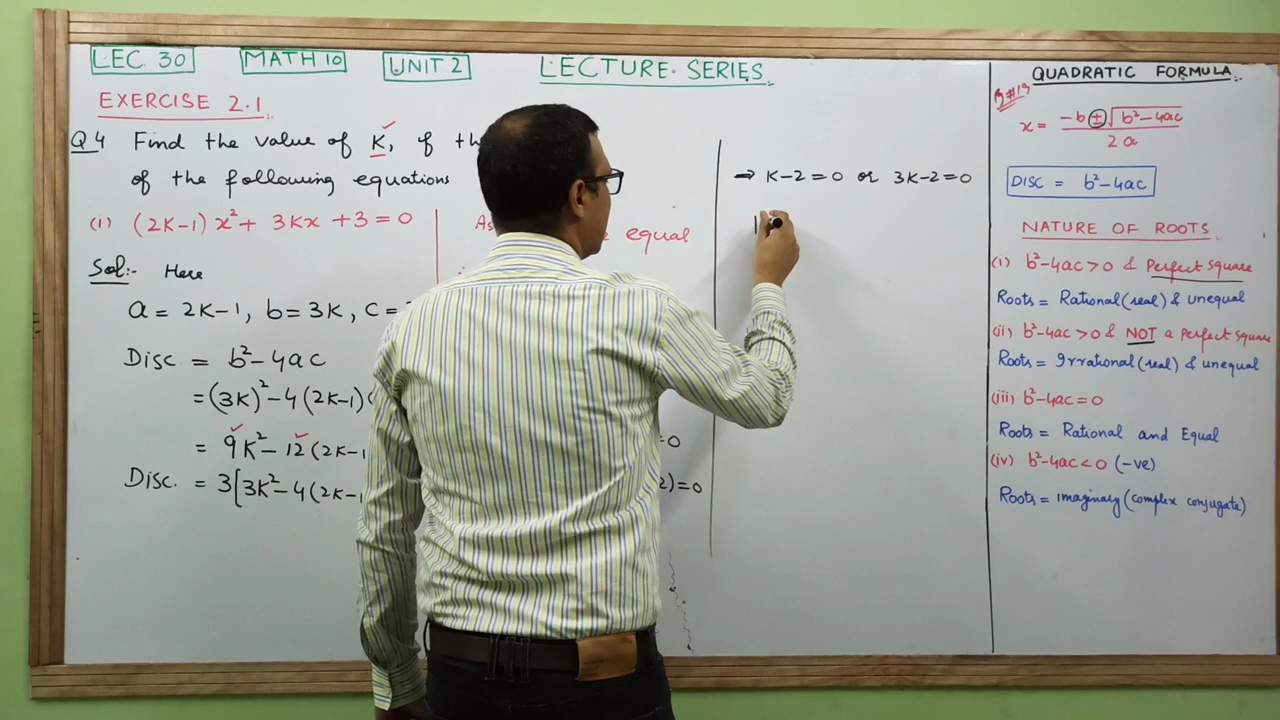 LEC. 30 MATH 10 UNIT 2 LECTURE SERIES
EXERCISE 2.1
Q4 Find the value of K, if
of the following equations
(i) (2K-1)x² + 3Kx + 3 = 0
equal
Sol:- Here
a = 2K-1, b = 3K, C =
Disc = b²-4ac
= (3K)² - 4(2K-1)
= 9K² - 12(2K-1
=0
Disc. = 3[3K² - 4(2K-1
2)=0
→ K-2=0 or 3K-2=0
QUADRATIC FORMULA
P#19
x = -b ± √b²-4ac / 2a
DISC = b²-4ac
NATURE OF ROOTS
(i) b²-4ac>0 & Perfect square
Roots = Rational (real) & unequal
(ii) b²-4ac>0 & NOT a perfect square
Roots = Irrational (real) & unequal
(iii) b²-4ac=0
Roots = Rational and Equal
(iv) b²-4ac<0 (-ve)
Roots = imaginary (complex conjugate)